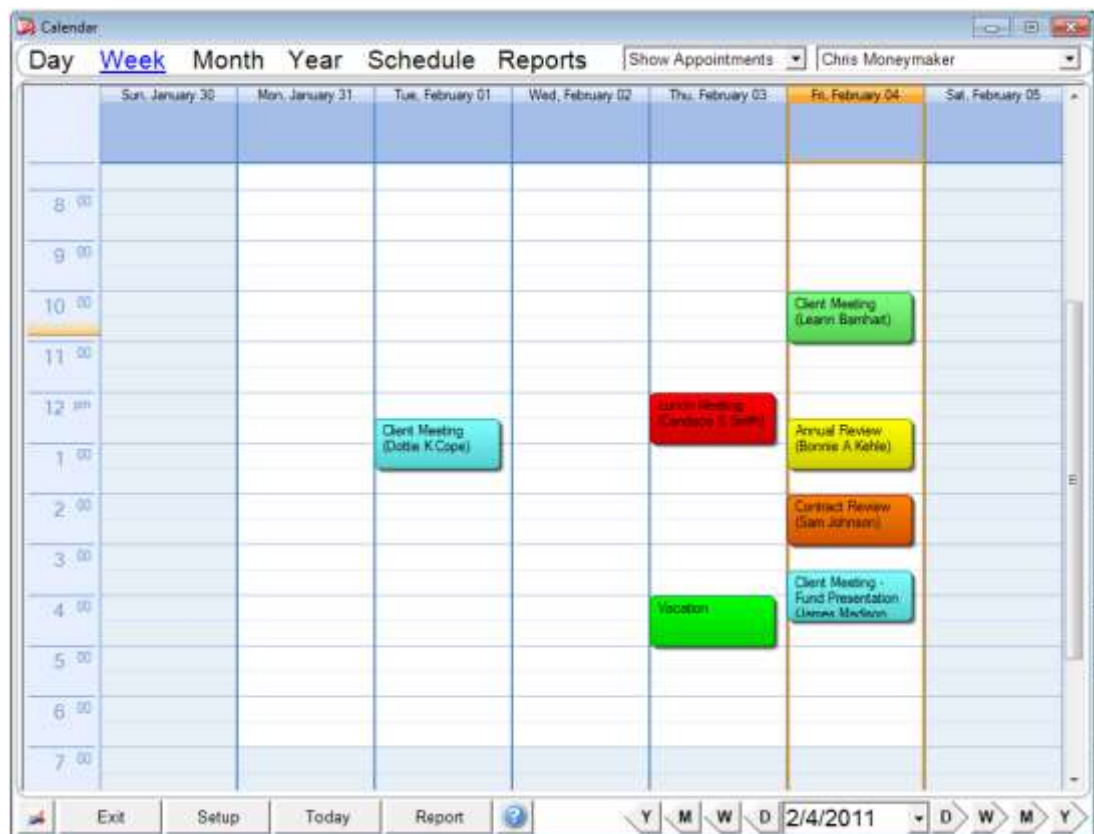 Calendar
Day Week Month Year Schedule Reports Show Appointments Chris Moneymaker
Sun, January 30 Mon, January 31 Tue, February 01 Wed, February 02 Thu, February 03 Fri, February 04 Sat, February 05
8 00
9 00
10 00
Client Meeting
(Leann Barnhart)
11 00
12 pm
Lunch Meeting
(Candace S Smith)
Client Meeting
(Dottie K Cope)
Annual Review
(Bonnie A Kehle)
1 00
2 00
Contract Review
(Sam Johnson)
3 00
Client Meeting -
Fund Presentation
(James Madison
4 00
Vacation
5 00
6 00
7 00
Exit Setup Today Report ? Y M W D 2/4/2011 D W M Y